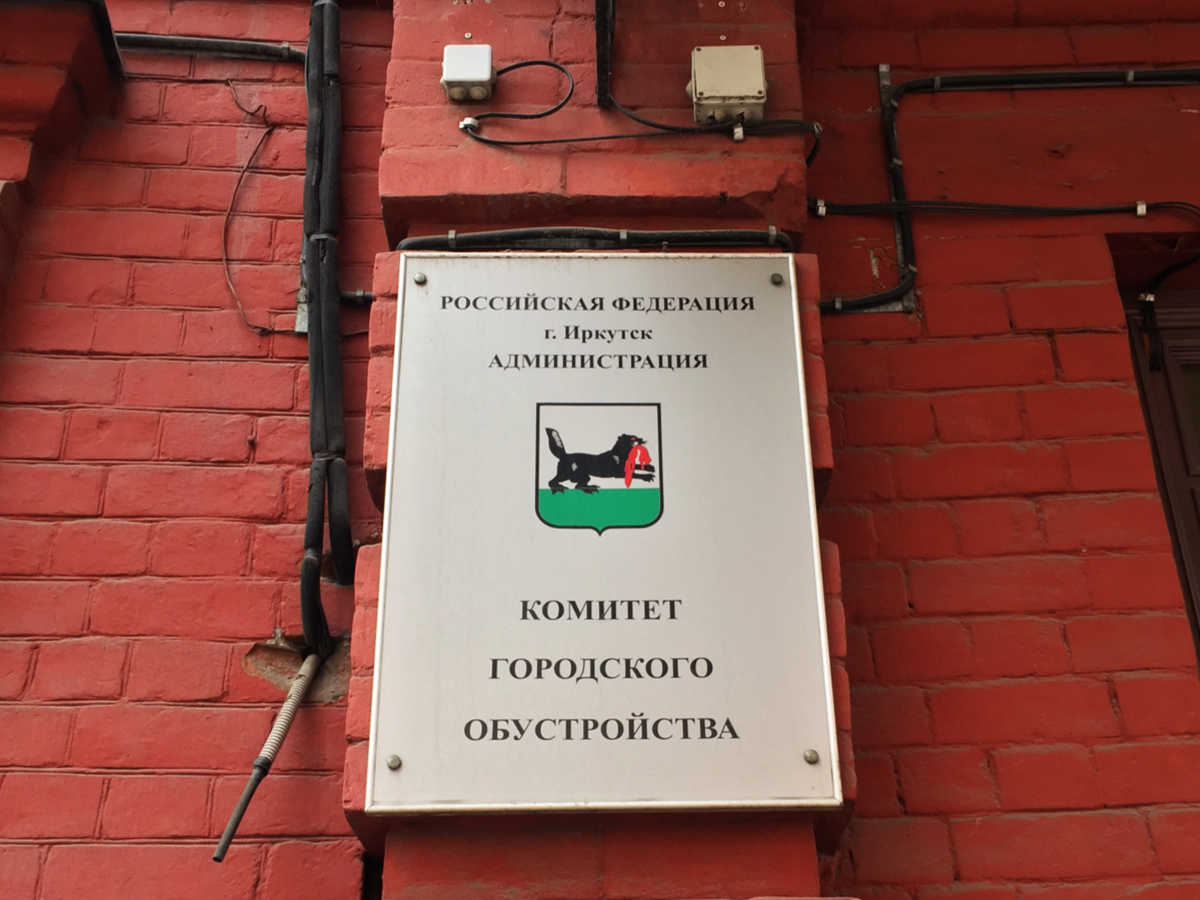 РОССИЙСКАЯ ФЕДЕРАЦИЯ
г. Иркутск
АДМИНИСТРАЦИЯ
КОМИТЕТ
ГОРОДСКОГО
ОБУСТРОЙСТВА